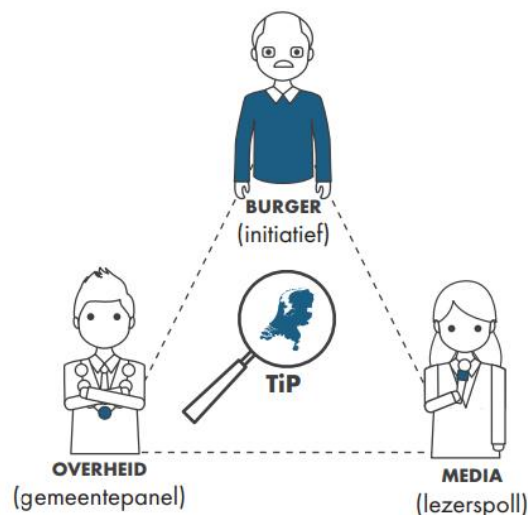 BURGER
(initiatief)
TiP
OVERHEID
(gemeentepanel)
MEDIA
(lezerspoll)